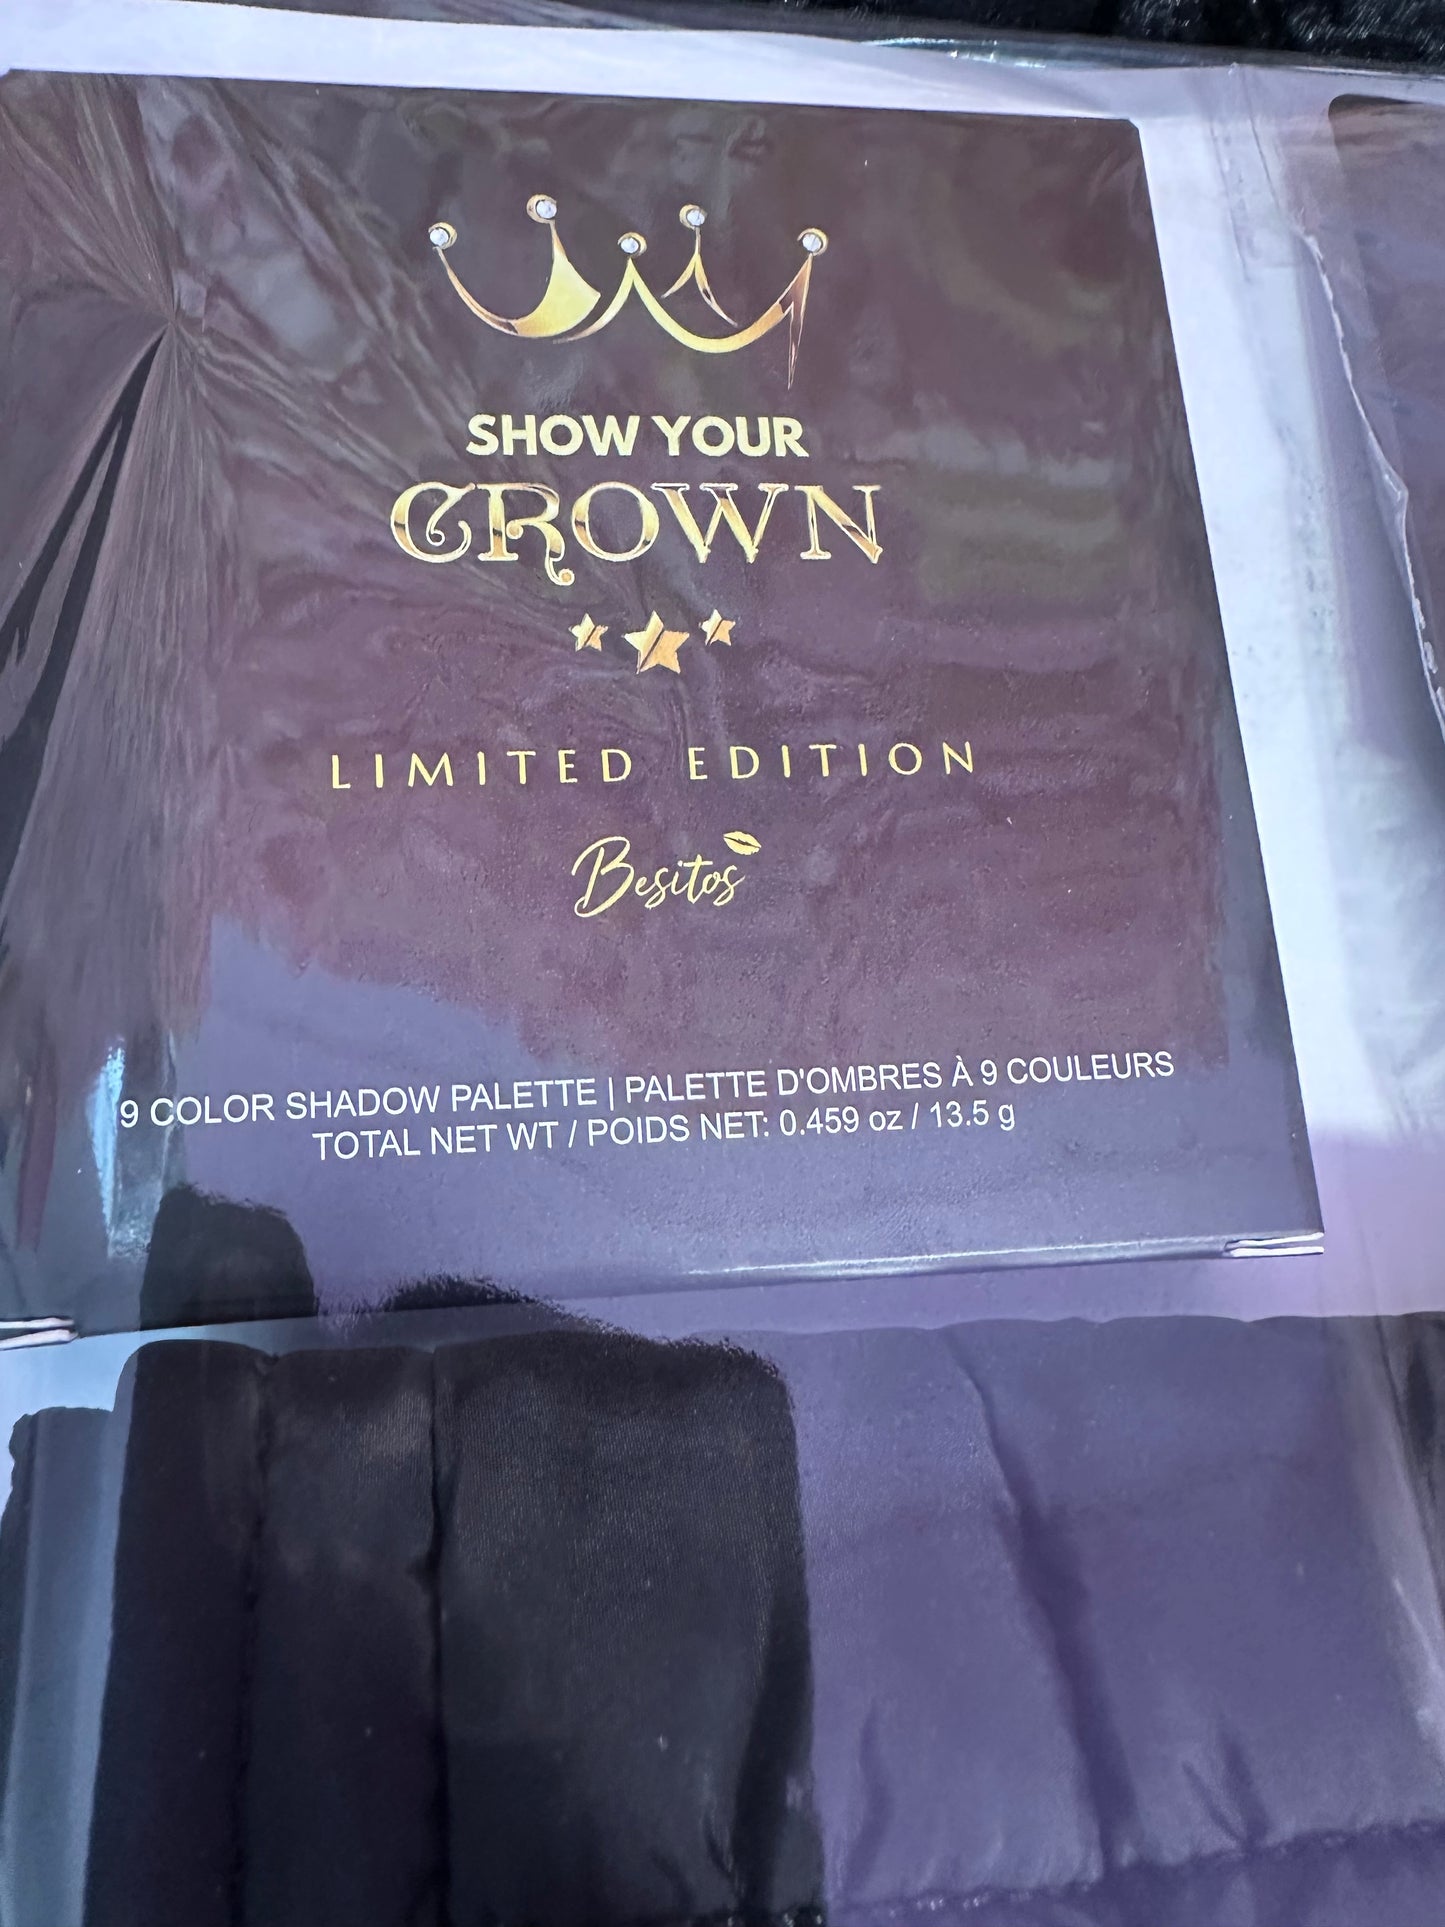 SHOW YOUR
CROWN
LIMITED EDITION
Besitos
9 COLOR SHADOW PALETTE | PALETTE D'OMBRES À 9 COULEURS
TOTAL NET WT / POIDS NET: 0.459 oz / 13.5 g